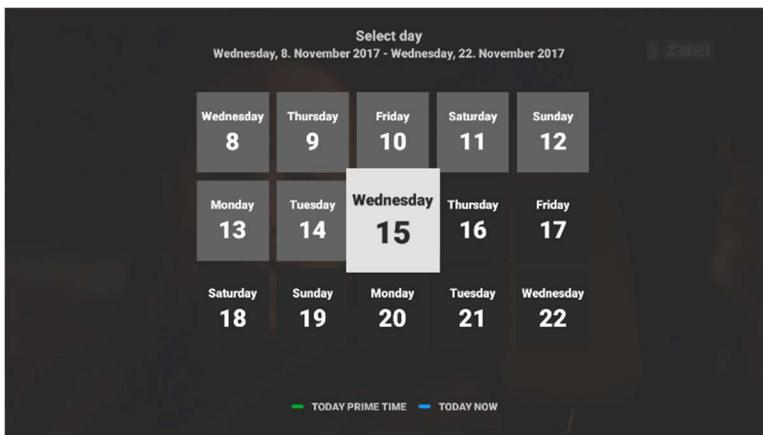 Select day
Wednesday, 8. November 2017 - Wednesday, 22. November 2017
zwei
Wednesday Thursday Friday Saturday Sunday
8 9 10 11 12
Monday Tuesday Wednesday Thursday Friday
13 14 15 16 17
Saturday Sunday Monday Tuesday Wednesday
18 19 20 21 22
TODAY PRIME TIME TODAY NOW